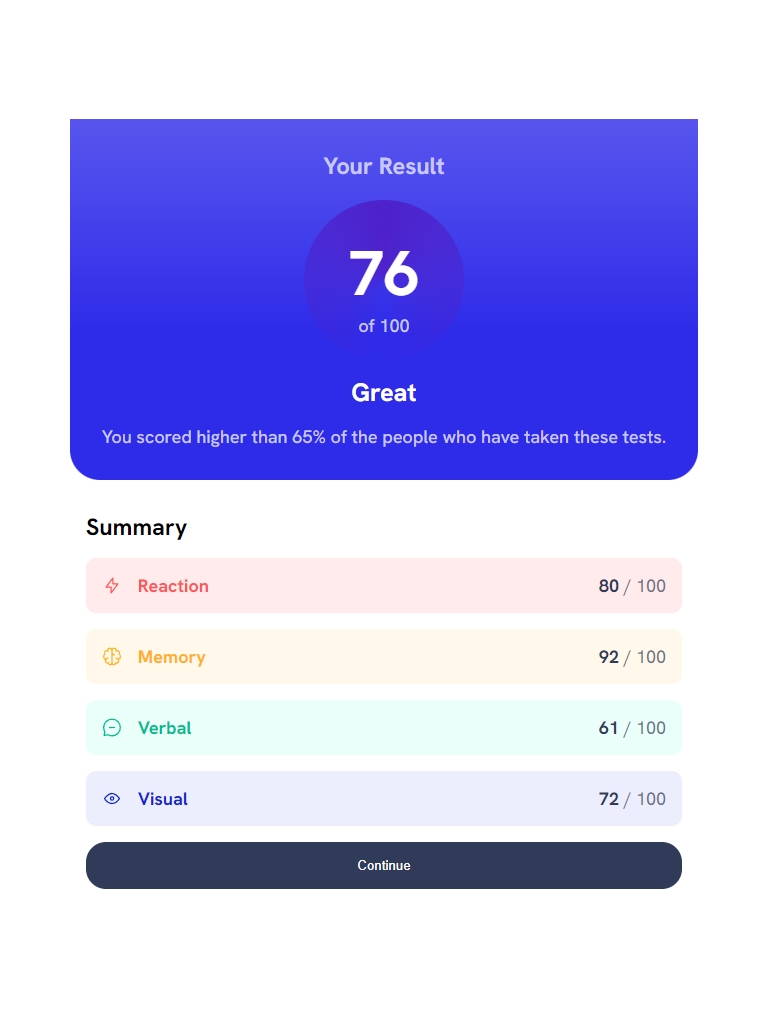 Your Result
76
of 100
Great
You scored higher than 65% of the people who have taken these tests.
Summary
Reaction 80 / 100
Memory 92 / 100
Verbal 61 / 100
Visual 72 / 100
Continue